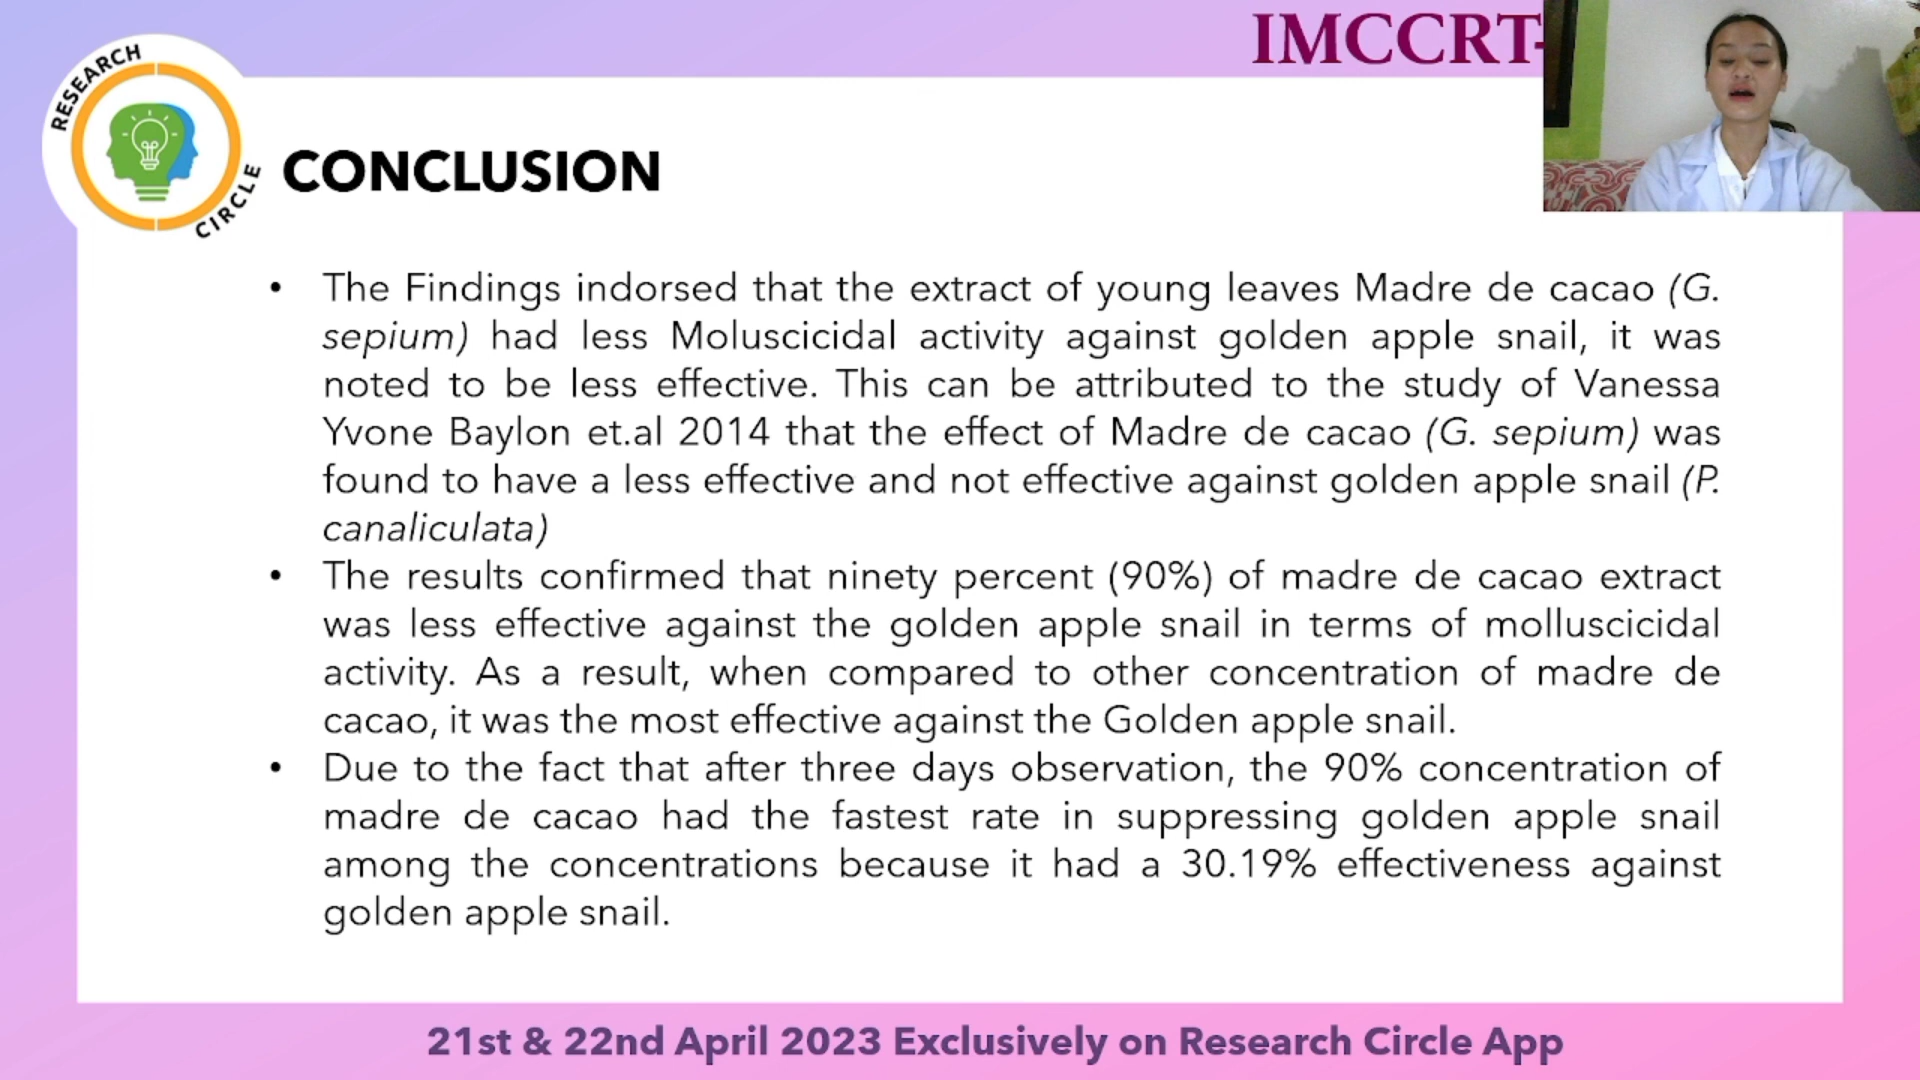 IMCCRT-
RESEARCH
CIRCLE
CONCLUSION
• The Findings indorsed that the extract of young leaves Madre de cacao (G.
sepium) had less Moluscicidal activity against golden apple snail, it was
noted to be less effective. This can be attributed to the study of Vanessa
Yvone Baylon et.al 2014 that the effect of Madre de cacao (G. sepium) was
found to have a less effective and not effective against golden apple snail (P.
canaliculata)
• The results confirmed that ninety percent (90%) of madre de cacao extract
was less effective against the golden apple snail in terms of molluscicidal
activity. As a result, when compared to other concentration of madre de
cacao, it was the most effective against the Golden apple snail.
• Due to the fact that after three days observation, the 90% concentration of
madre de cacao had the fastest rate in suppressing golden apple snail
among the concentrations because it had a 30.19% effectiveness against
golden apple snail.
21st & 22nd April 2023 Exclusively on Research Circle App